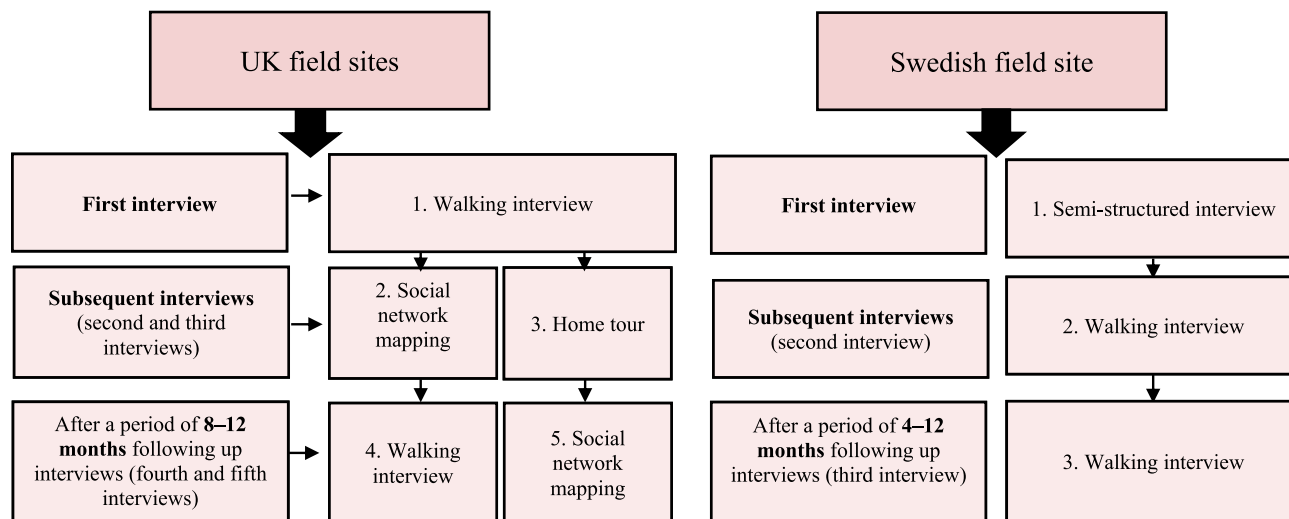 UK field sites
Swedish field site
First interview
1. Walking interview
First interview
1. Semi-structured interview
Subsequent interviews
(second and third
interviews)
2. Social
network
mapping
3. Home tour
Subsequent interviews
(second interview)
2. Walking interview
After a period of 8–12
months following up
interviews (fourth and fifth
interviews)
4. Walking
interview
5. Social
network
mapping
After a period of 4–12
months following up
interviews (third interview)
3. Walking interview